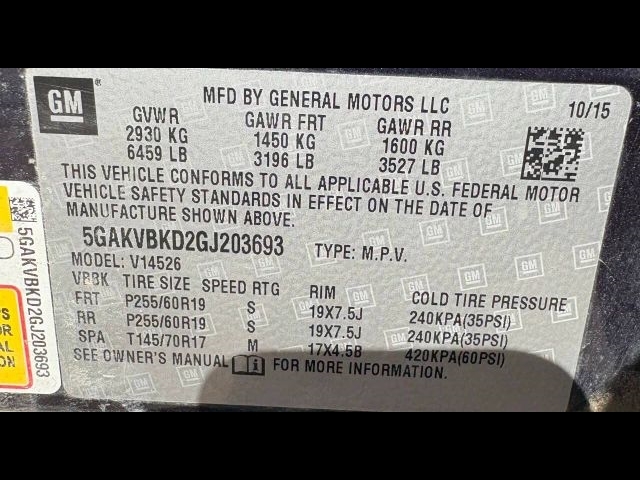 GM
MFD BY GENERAL MOTORS LLC
10/15
GVWR GAWR FRT GAWR RR
2930 KG 1450 KG 1600 KG
6459 LB 3196 LB 3527 LB
THIS VEHICLE CONFORMS TO ALL APPLICABLE U.S. FEDERAL MOTOR
VEHICLE SAFETY STANDARDS IN EFFECT ON THE DATE OF
MANUFACTURE SHOWN ABOVE.
5GAKVBKD2GJ203693 TYPE: M.P.V.
MODEL: V14526
VPBK TIRE SIZE SPEED RTG RIM COLD TIRE PRESSURE
FRT P255/60R19 S 19X7.5J 240KPA(35PSI)
RR P255/60R19 S 19X7.5J 240KPA(35PSI)
SPA T145/70R17 M 17X4.5B 420KPA(60PSI)
SEE OWNER'S MANUAL FOR MORE INFORMATION.
5GAKVBKD2GJ203693